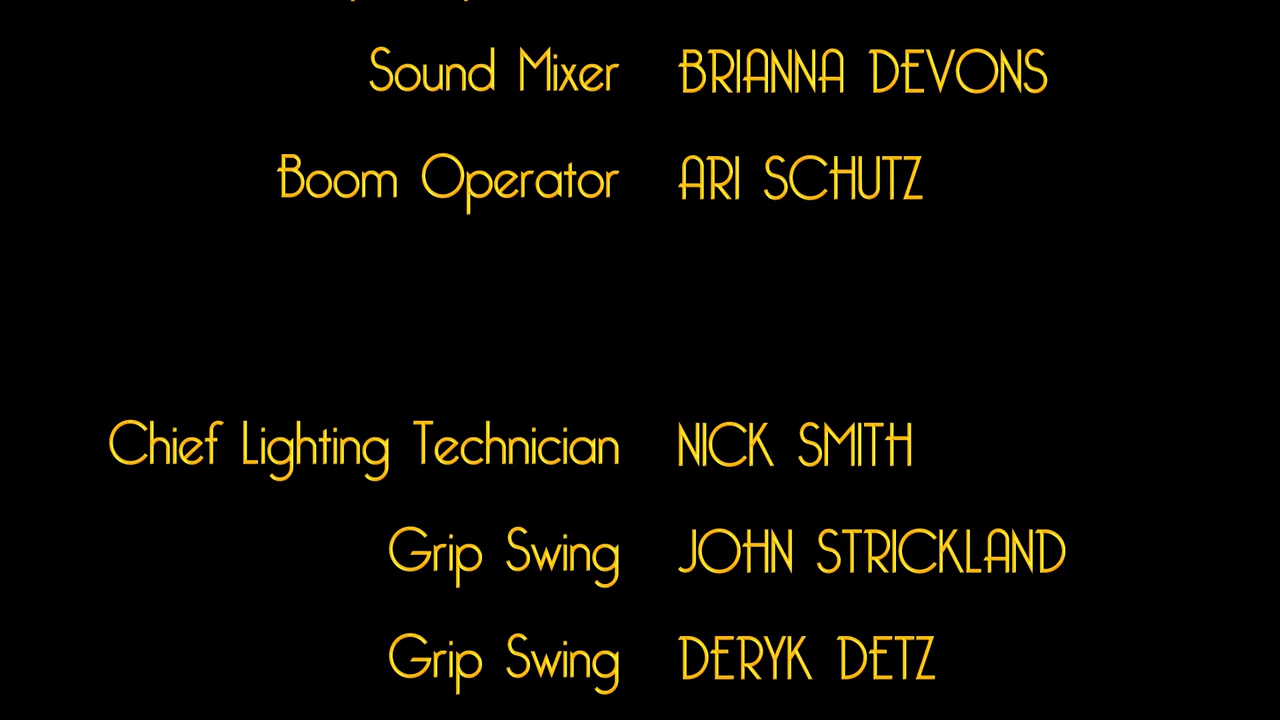 Sound Mixer BRIANNA DEVONS
Boom Operator ARI SCHUTZ
Chief Lighting Technician NICK SMITH
Grip Swing JOHN STRICKLAND
Grip Swing DERYK DETZ